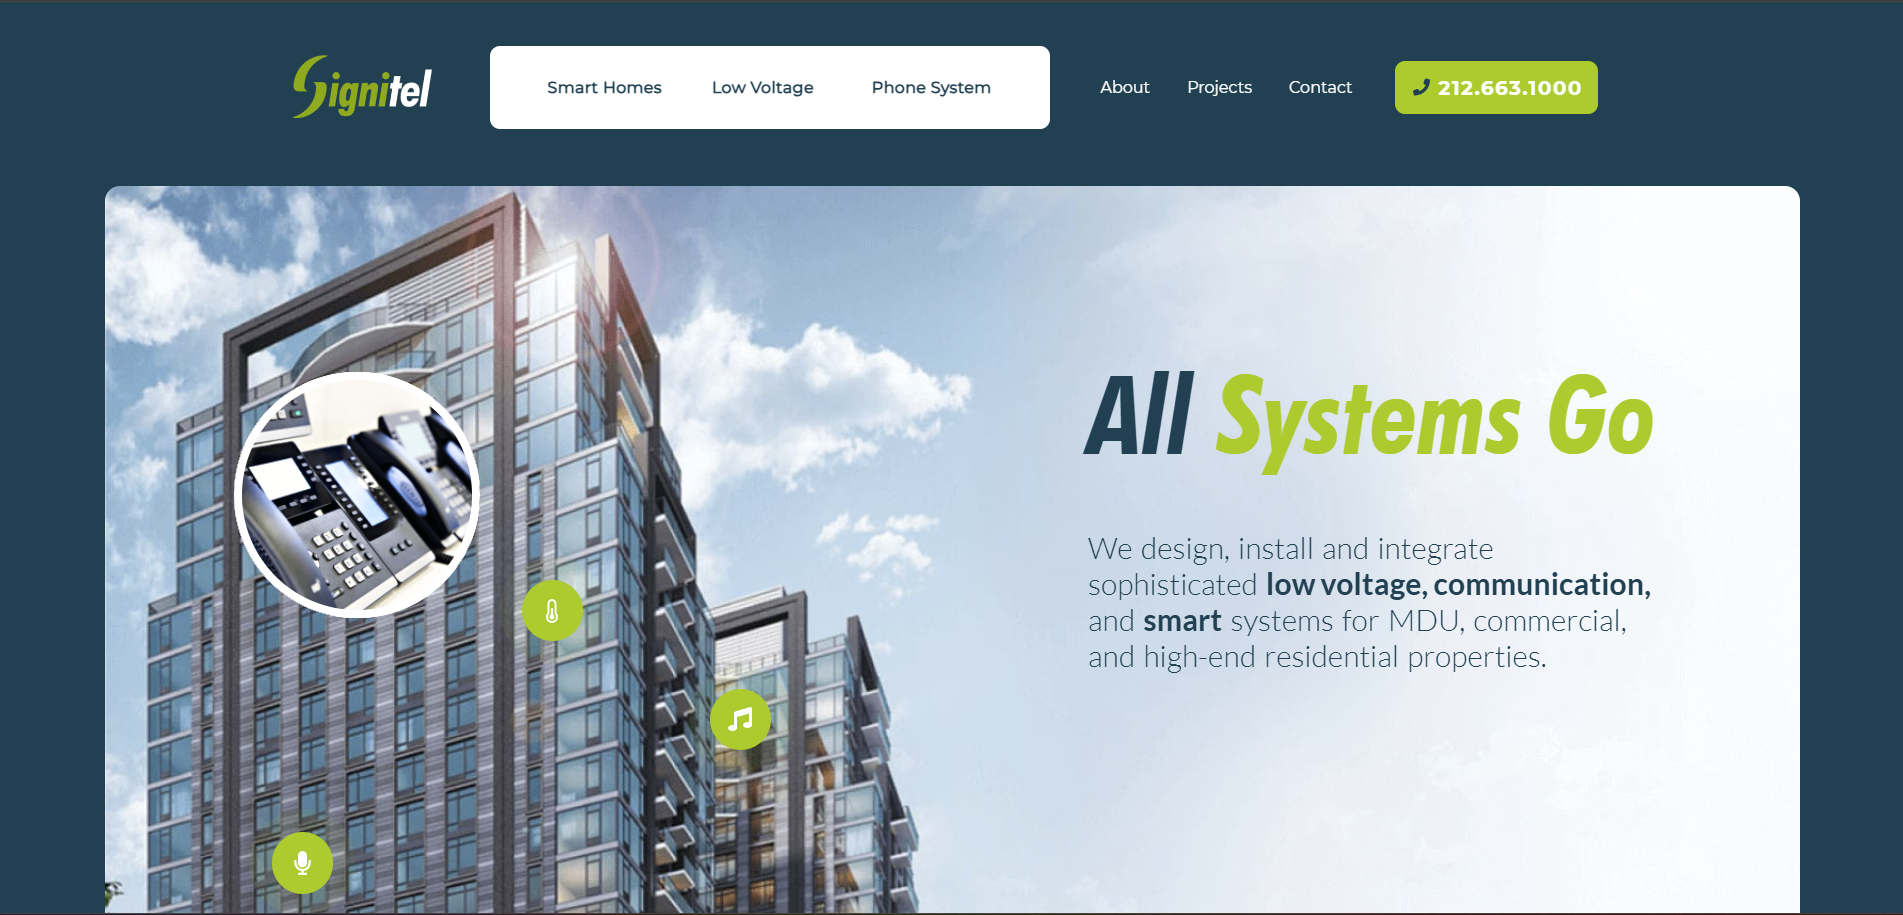 Signitel
Smart Homes
Low Voltage
Phone System
About
Projects
Contact
212.663.1000
All Systems Go
We design, install and integrate
sophisticated low voltage, communication,
and smart systems for MDU, commercial,
and high-end residential properties.